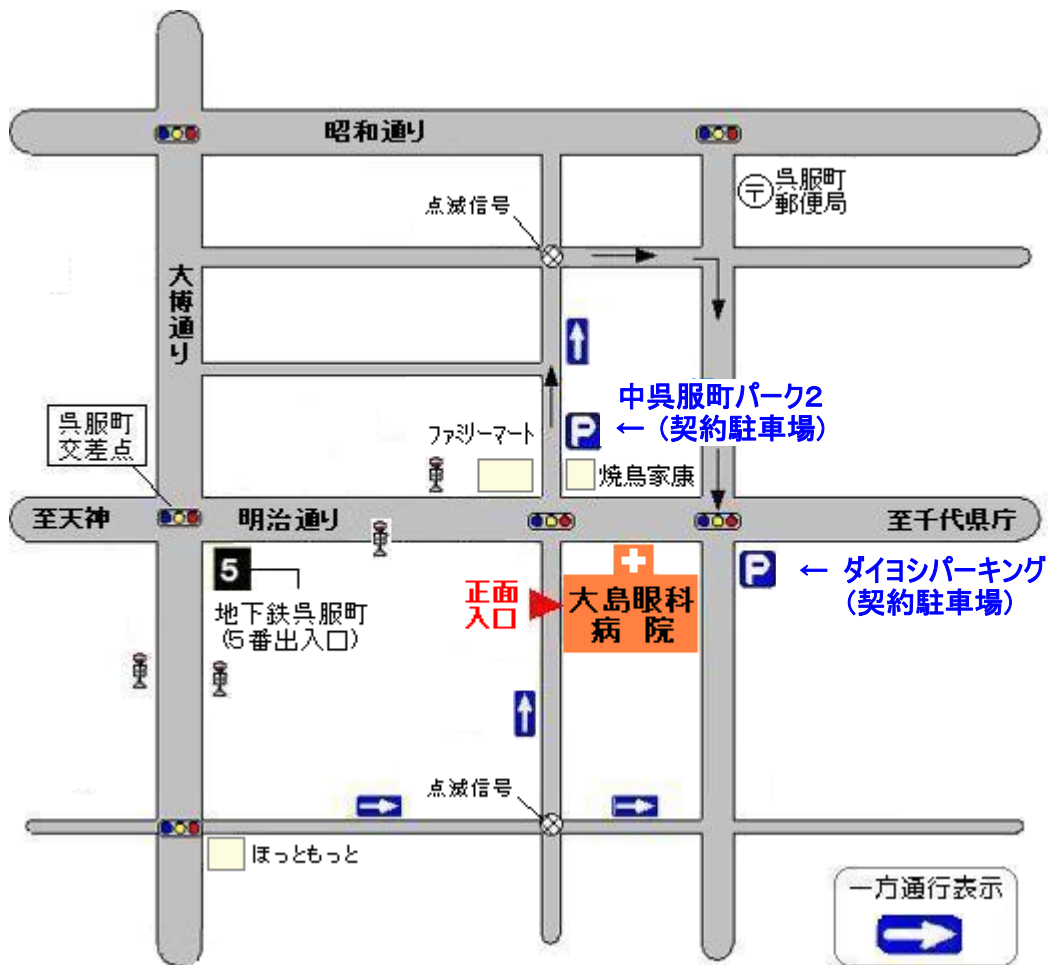 昭和通り
〒
呉服町
郵便局
点滅信号
大博通り
中呉服町パーク2
← (契約駐車場)
P
呉服町
交差点
ファミリーマート
焼鳥家康
至天神
明治通り
至千代県庁
5
地下鉄呉服町
(5番出入口)
正面
入口
大島眼科
病院
P
← ダイヨシパーキング
(契約駐車場)
点滅信号
ほっともっと
一方通行表示